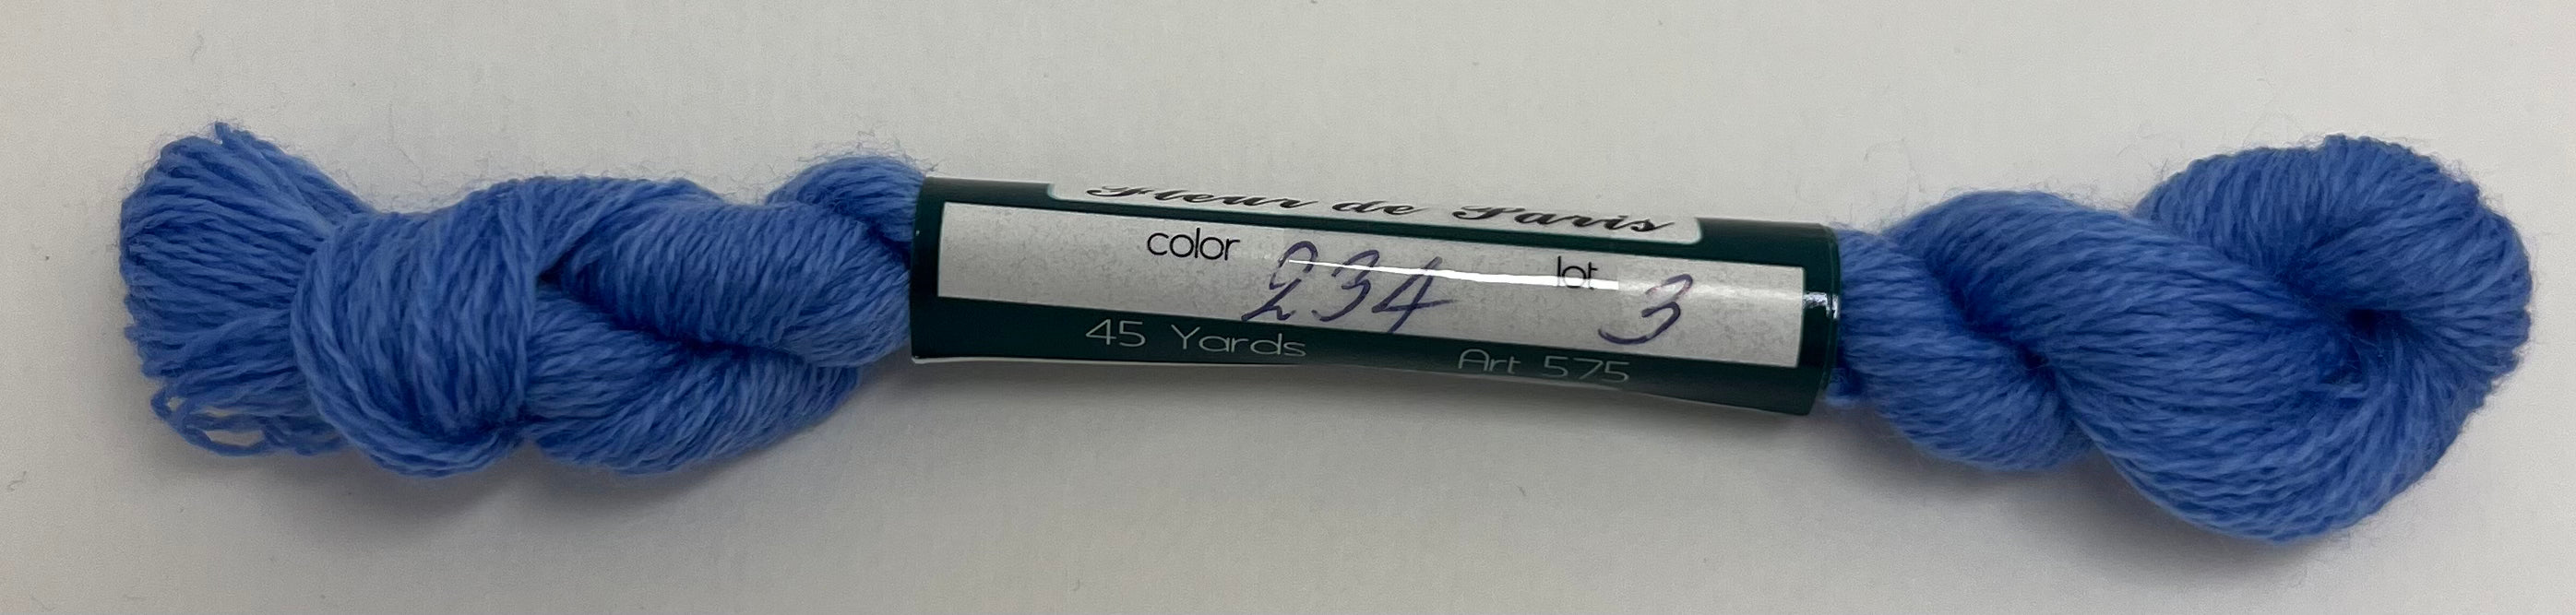 Fleur de Paris
color 234 lot 3
45 Yards Art 575